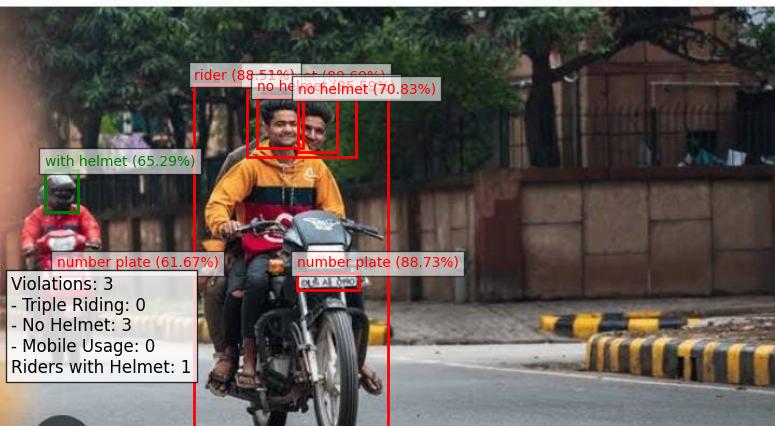 rider (88.51%)
no helmet (70.83%)
with helmet (65.29%)
number plate (61.67%)
number plate (88.73%)
Violations: 3
- Triple Riding: 0
- No Helmet: 3
- Mobile Usage: 0
Riders with Helmet: 1